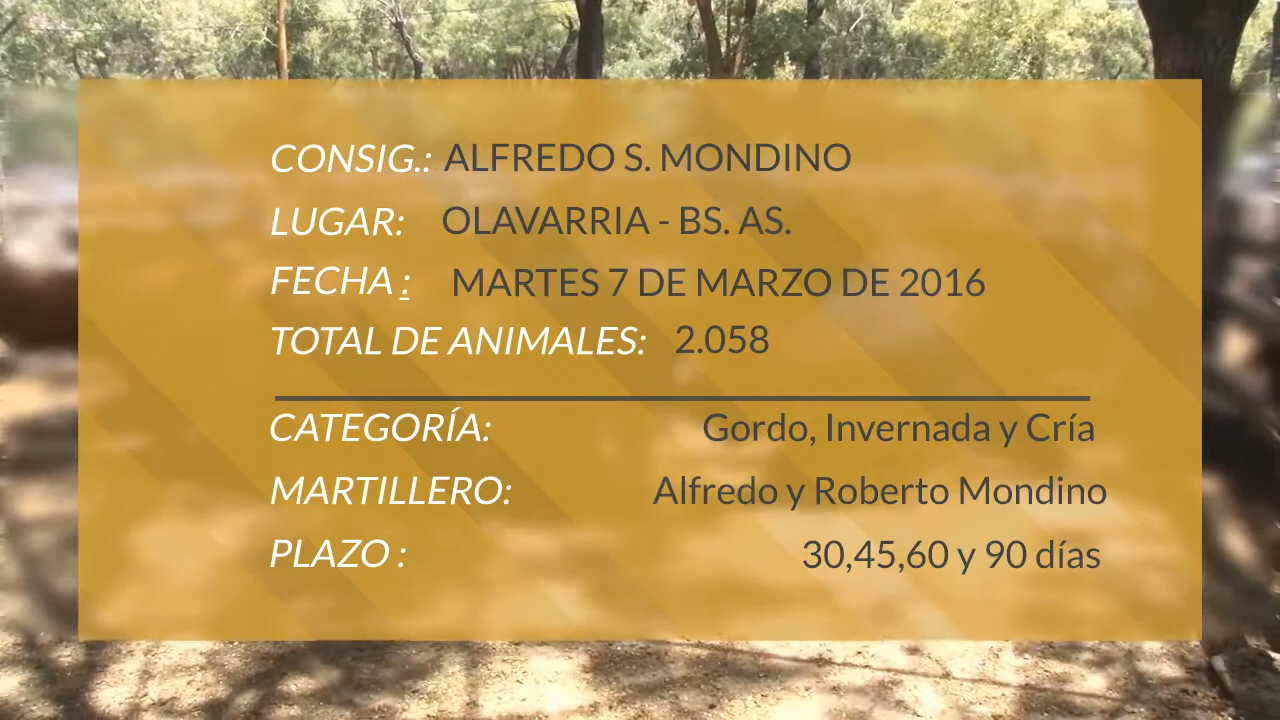 CONSIG.: ALFREDO S. MONDINO
LUGAR: OLAVARRIA - BS. AS.
FECHA : MARTES 7 DE MARZO DE 2016
TOTAL DE ANIMALES: 2.058
CATEGORÍA: Gordo, Invernada y Cría
MARTILLERO: Alfredo y Roberto Mondino
PLAZO : 30,45,60 y 90 días